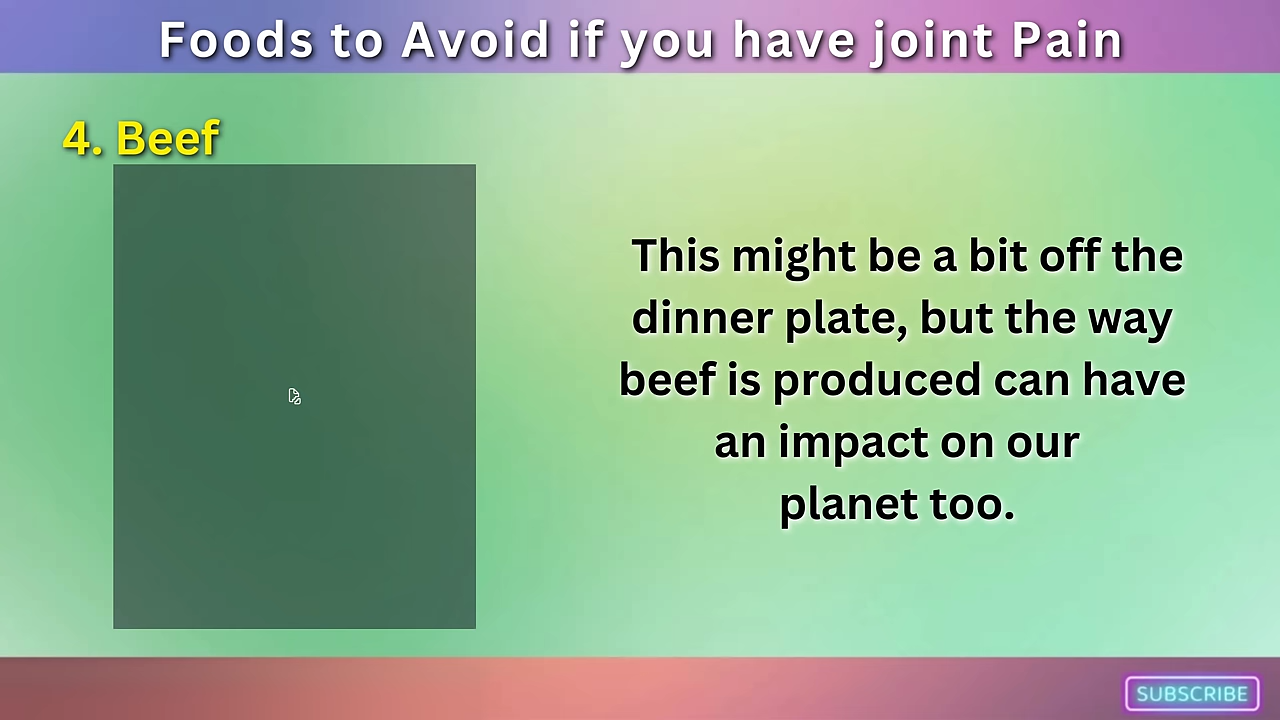 Foods to Avoid if you have joint Pain
4. Beef
This might be a bit off the
dinner plate, but the way
beef is produced can have
an impact on our
planet too.
SUBSCRIBE